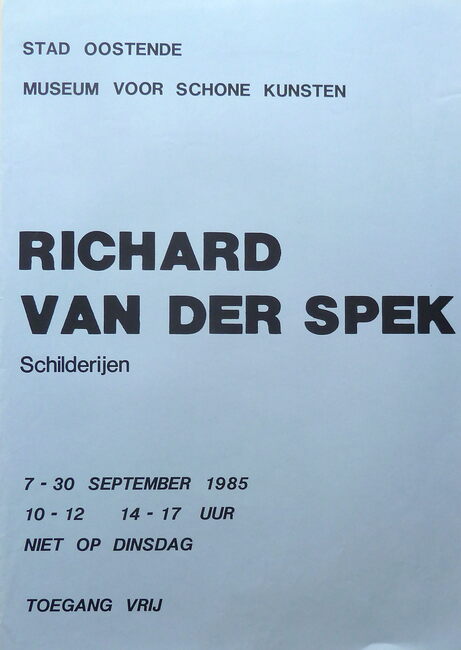 STAD OOSTENDE
MUSEUM VOOR SCHONE KUNSTEN
RICHARD
VAN DER SPEK
Schilderijen
7 - 30 SEPTEMBER 1985
10 - 12 14 - 17 UUR
NIET OP DINSDAG
TOEGANG VRIJ